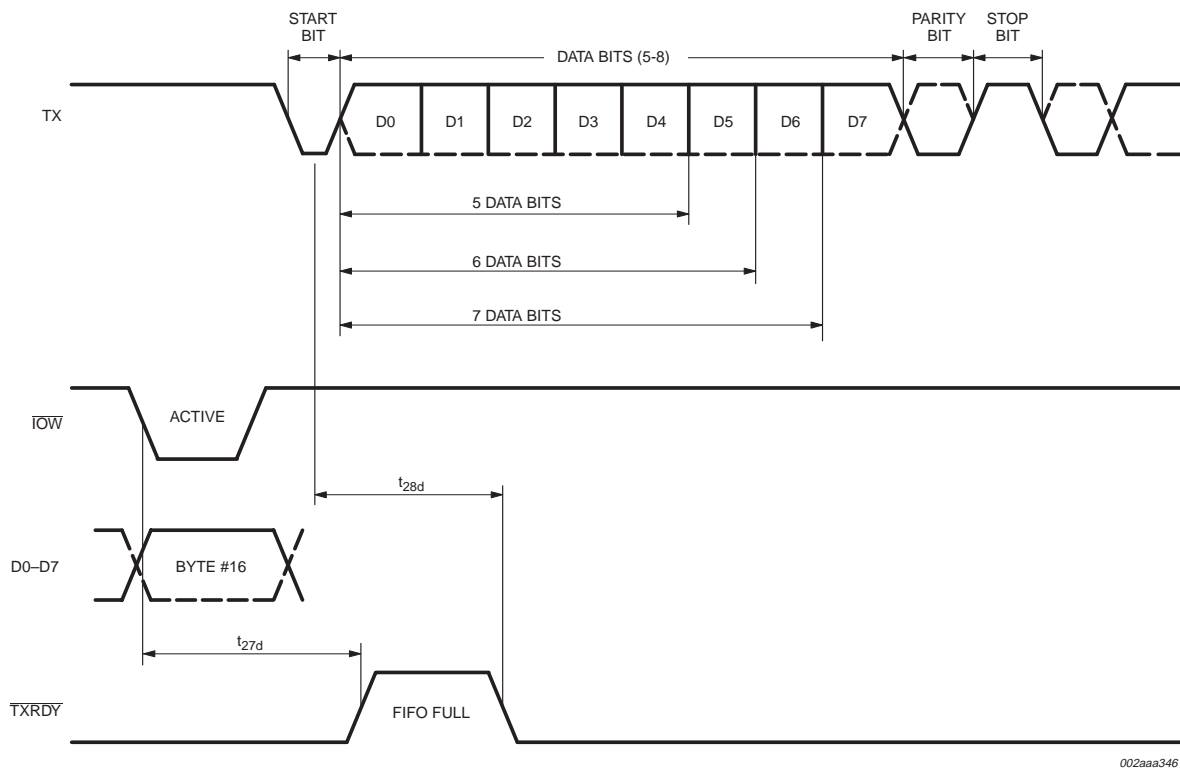 START
BIT
DATA BITS (5-8)
PARITY
BIT
STOP
BIT
TX
D0
D1
D2
D3
D4
D5
D6
D7
5 DATA BITS
6 DATA BITS
7 DATA BITS
IOW
ACTIVE
t28d
D0–D7
BYTE #16
t27d
TXRDY
FIFO FULL
002aaa346